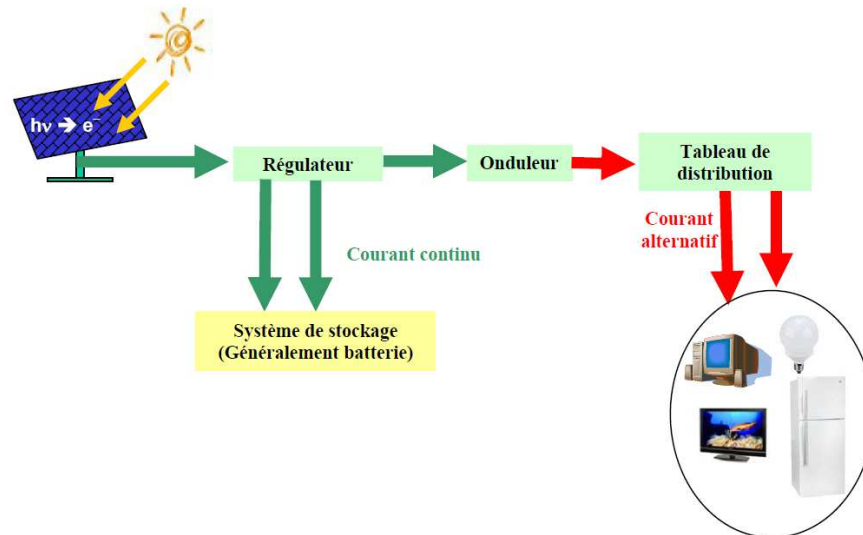 hν ➔ e⁻
Régulateur
Onduleur
Tableau de
distribution
Courant
alternatif
Courant continu
Système de stockage
(Généralement batterie)